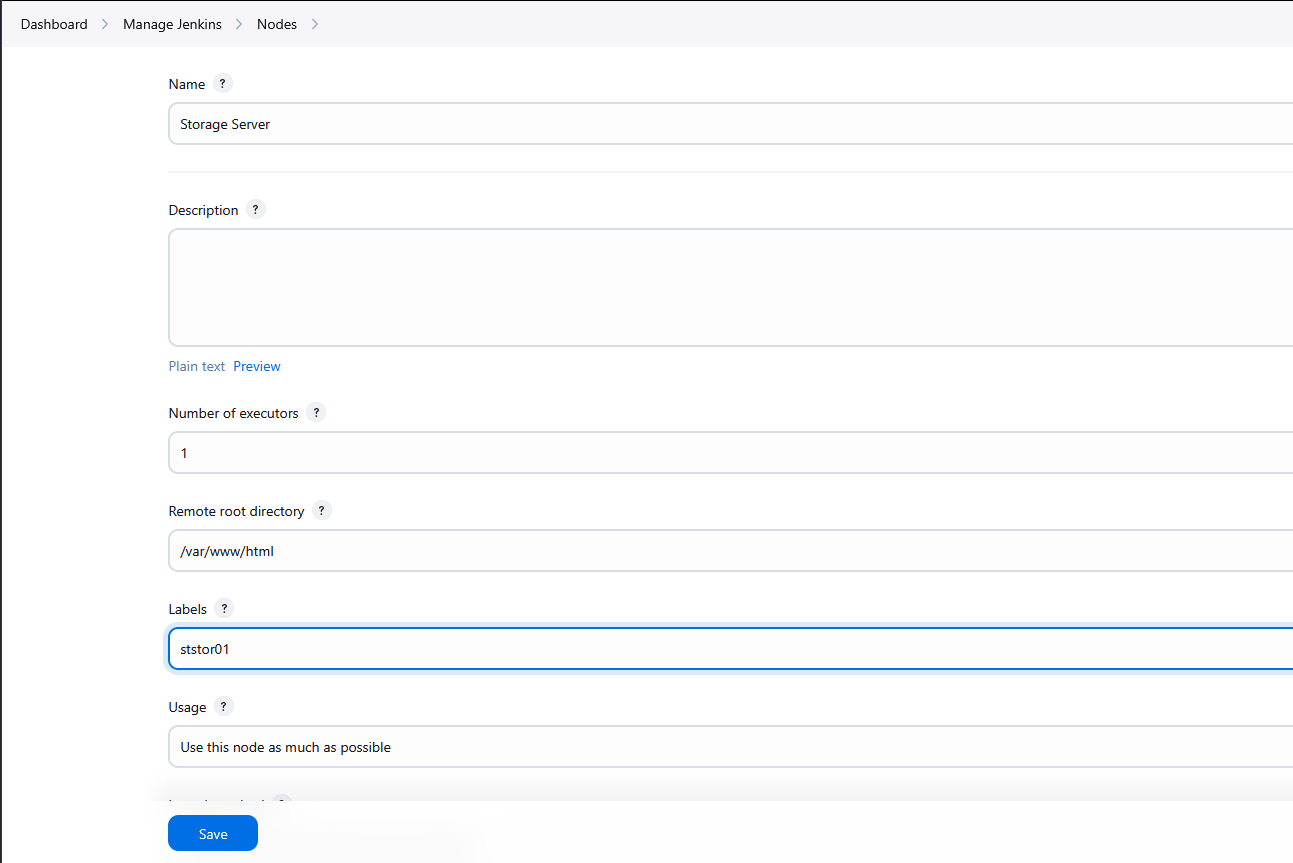 Dashboard > Manage Jenkins > Nodes >
Name ?
Storage Server
Description ?
Plain text Preview
Number of executors ?
1
Remote root directory ?
/var/www/html
Labels ?
ststor01
Usage ?
Use this node as much as possible
Save